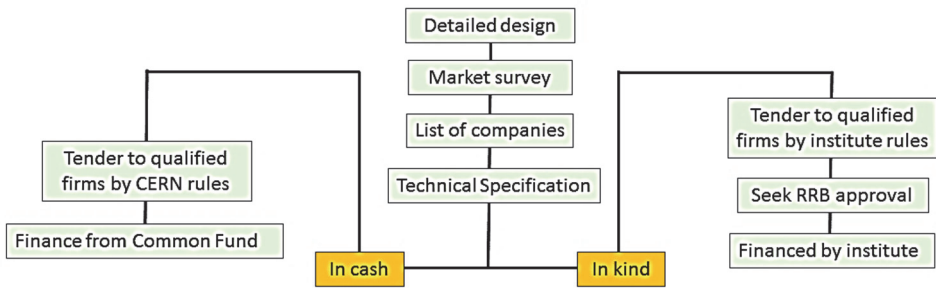 Detailed design
Market survey
List of companies
Technical Specification
In cash
In kind
Tender to qualified
firms by CERN rules
Finance from Common Fund
Tender to qualified
firms by institute rules
Seek RRB approval
Financed by institute